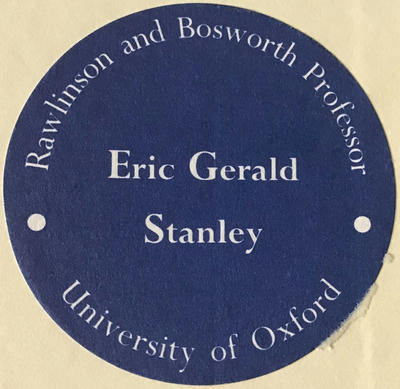 Rawlinson and Bosworth Professor
Eric Gerald
Stanley
University of Oxford